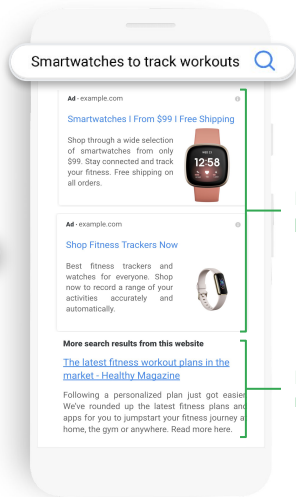 Smartwatches to track workouts
Ad · example.com
Smartwatches I From $99 I Free Shipping
Shop through a wide selection
of smartwatches from only
$99. Stay connected and track
your fitness. Free shipping on
all orders.
12:58
Ad · example.com
Shop Fitness Trackers Now
Best fitness trackers and
watches for everyone. Shop
now to record a range of your
activities accurately and
automatically.
More search results from this website
The latest fitness workout plans in the
market - Healthy Magazine
Following a personalized plan just got easier
We've rounded up the latest fitness plans and
apps for you to jumpstart your fitness journey a
home, the gym or anywhere. Read more here.